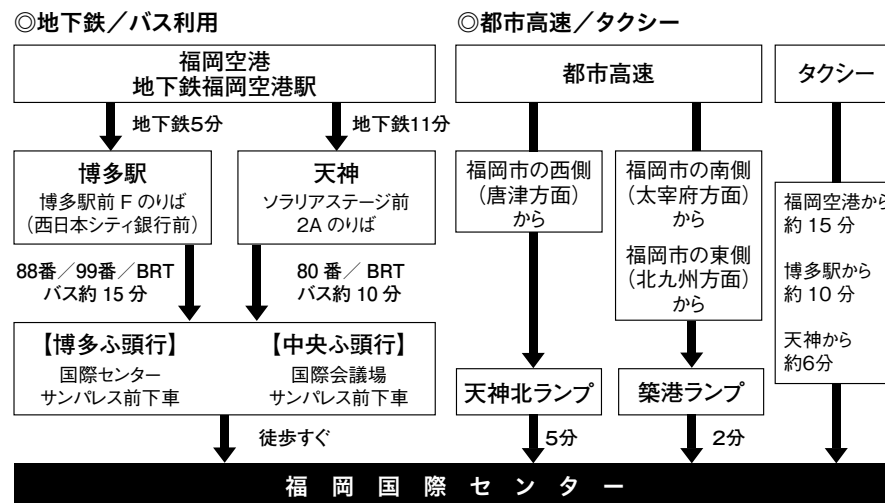 ◎地下鉄／バス利用
福岡空港
地下鉄福岡空港駅
地下鉄5分
地下鉄11分
博多駅
博多駅前 F のりば
（西日本シティ銀行前）
天神
ソラリアステージ前
2A のりば
88番／99番／BRT
バス約 15 分
80 番／ BRT
バス約 10 分
【博多ふ頭行】
国際センター
サンパレス前下車
【中央ふ頭行】
国際会議場
サンパレス前下車
徒歩すぐ
◎都市高速／タクシー
都市高速
福岡市の西側
（唐津方面）
から
福岡市の南側
（太宰府方面）
から
福岡市の東側
（北九州方面）
から
天神北ランプ
築港ランプ
5分
2分
タクシー
福岡空港から
約 15 分
博多駅から
約 10 分
天神から
約6分
福岡国際センター